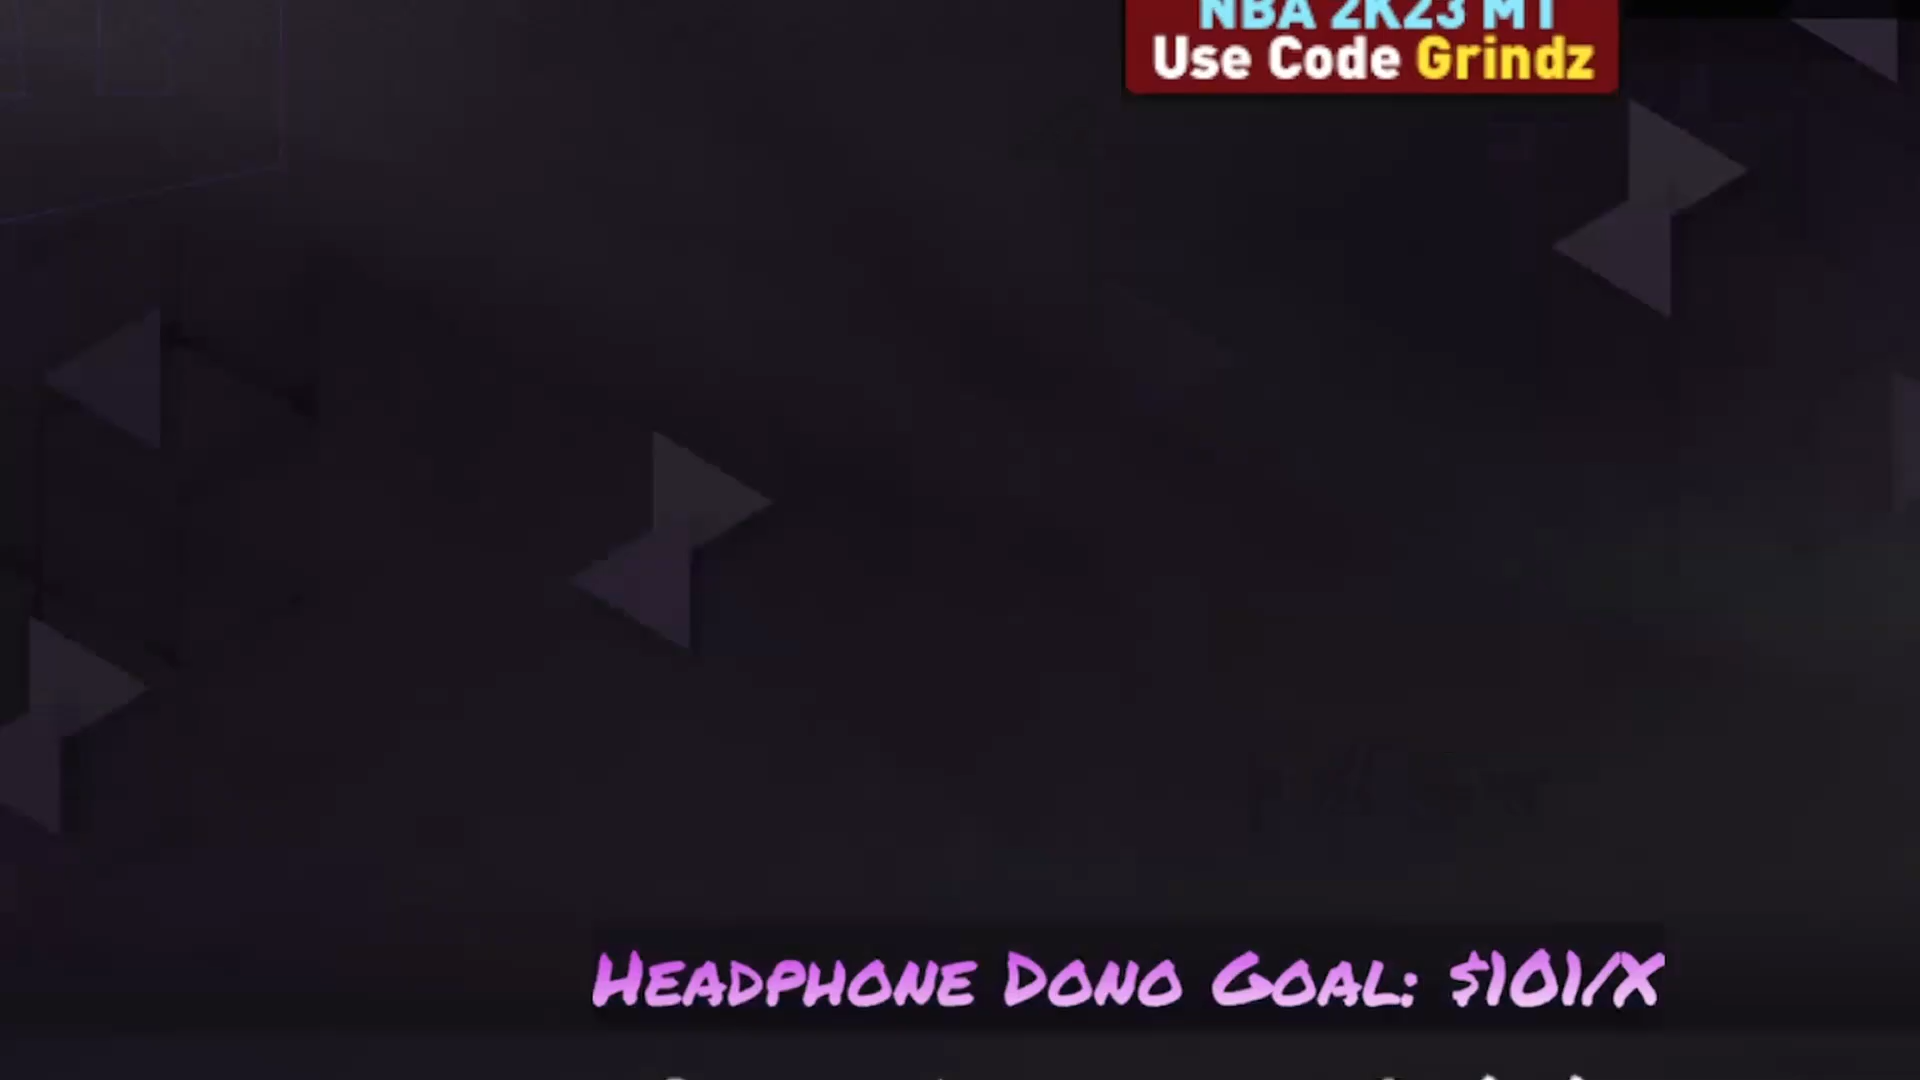 NBA 2K23 MT
Use Code Grindz
HEADPHONE DONO GOAL: $101/X